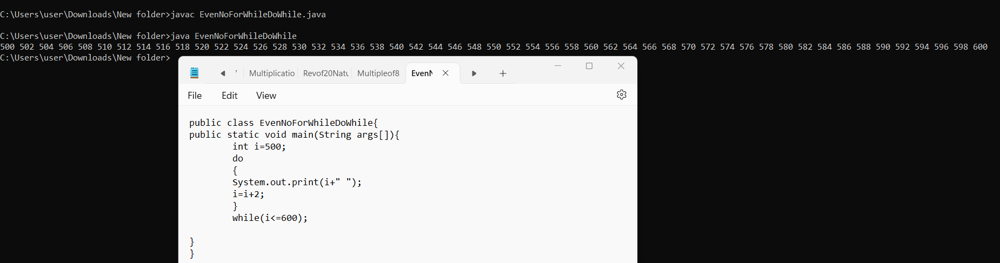 C:\Users\user\Downloads\New folder>javac EvenNoForWhileDoWhile.java
C:\Users\user\Downloads\New folder>java EvenNoForWhileDoWhile
500 502 504 506 508 510 512 514 516 518 520 522 524 526 528 530 532 534 536 538 540 542 544 546 548 550 552 554 556 558 560 562 564 566 568 570 572 574 576 578 580 582 584 586 588 590 592 594 596 598 600
C:\Users\user\Downloads\New folder>
Multiplicatio Revof20Natu Multipleof8 EvenN
File Edit View
public class EvenNoForWhileDoWhile{
public static void main(String args[]){
int i=500;
do
{
System.out.print(i+" ");
i=i+2;
}
while(i<=600);
}
}